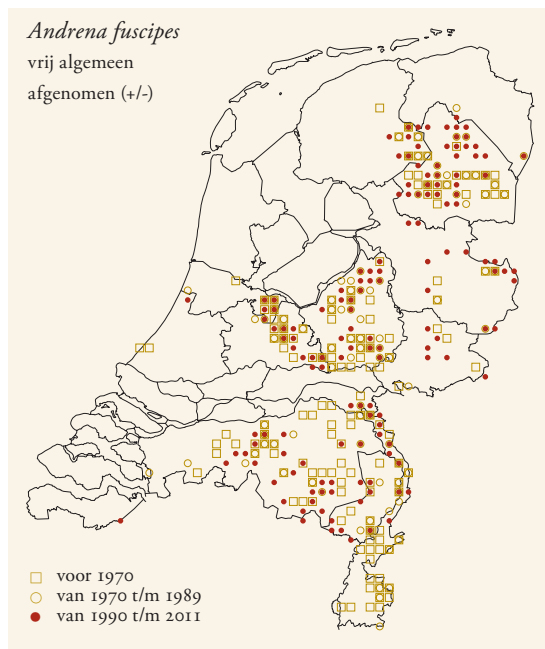 Andrena fuscipes
vrij algemeen
afgenomen (+/-)
voor 1970
van 1970 t/m 1989
van 1990 t/m 2011